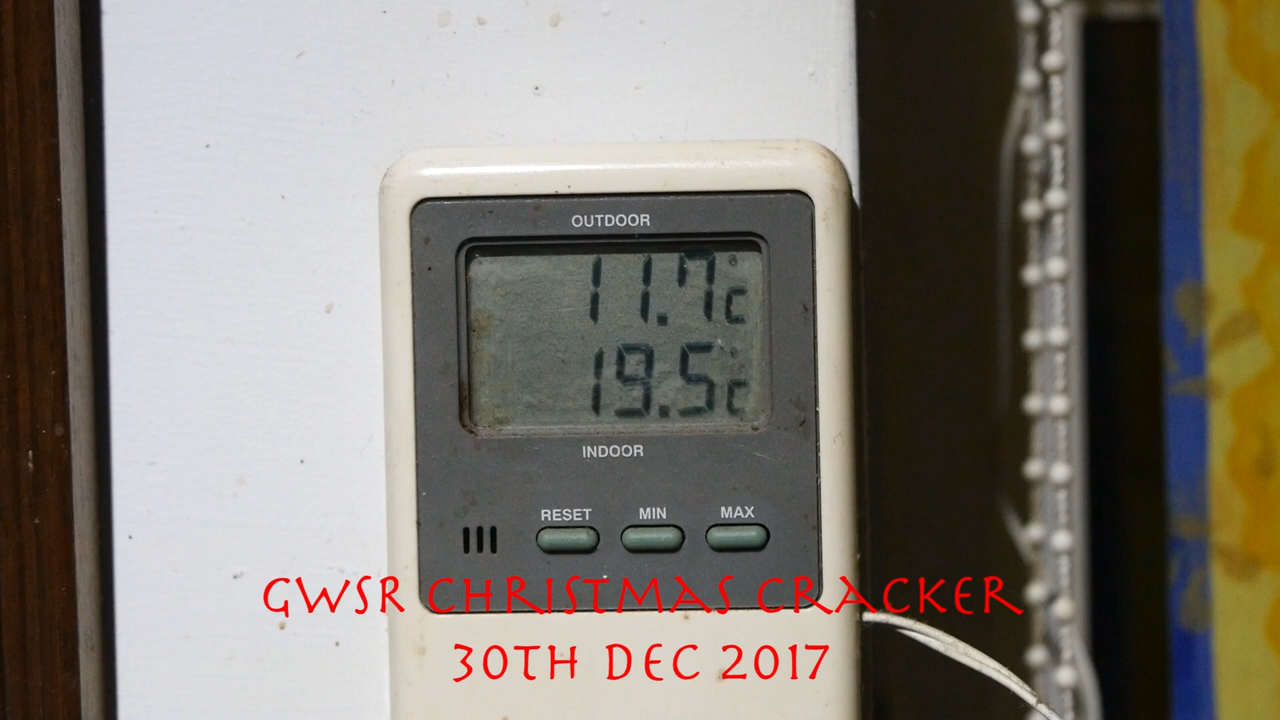 OUTDOOR
11.7°C
19.5°C
INDOOR
RESET MIN MAX
GWSR CHRISTMAS CRACKER
30TH DEC 2017